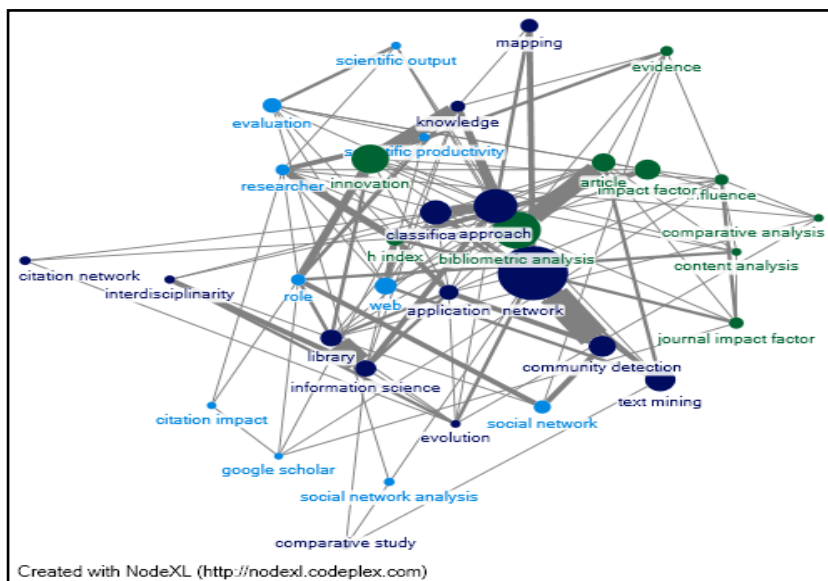 mapping
scientific output
evidence
evaluation
knowledge
scientific productivity
innovation
article
impact factor
researcher
influence
classifica
approach
comparative analysis
h index
bibliometric analysis
content analysis
citation network
interdisciplinarity
role
web
application
network
journal impact factor
library
community detection
information science
text mining
citation impact
social network
evolution
google scholar
social network analysis
comparative study
Created with NodeXL (http://nodexl.codeplex.com)